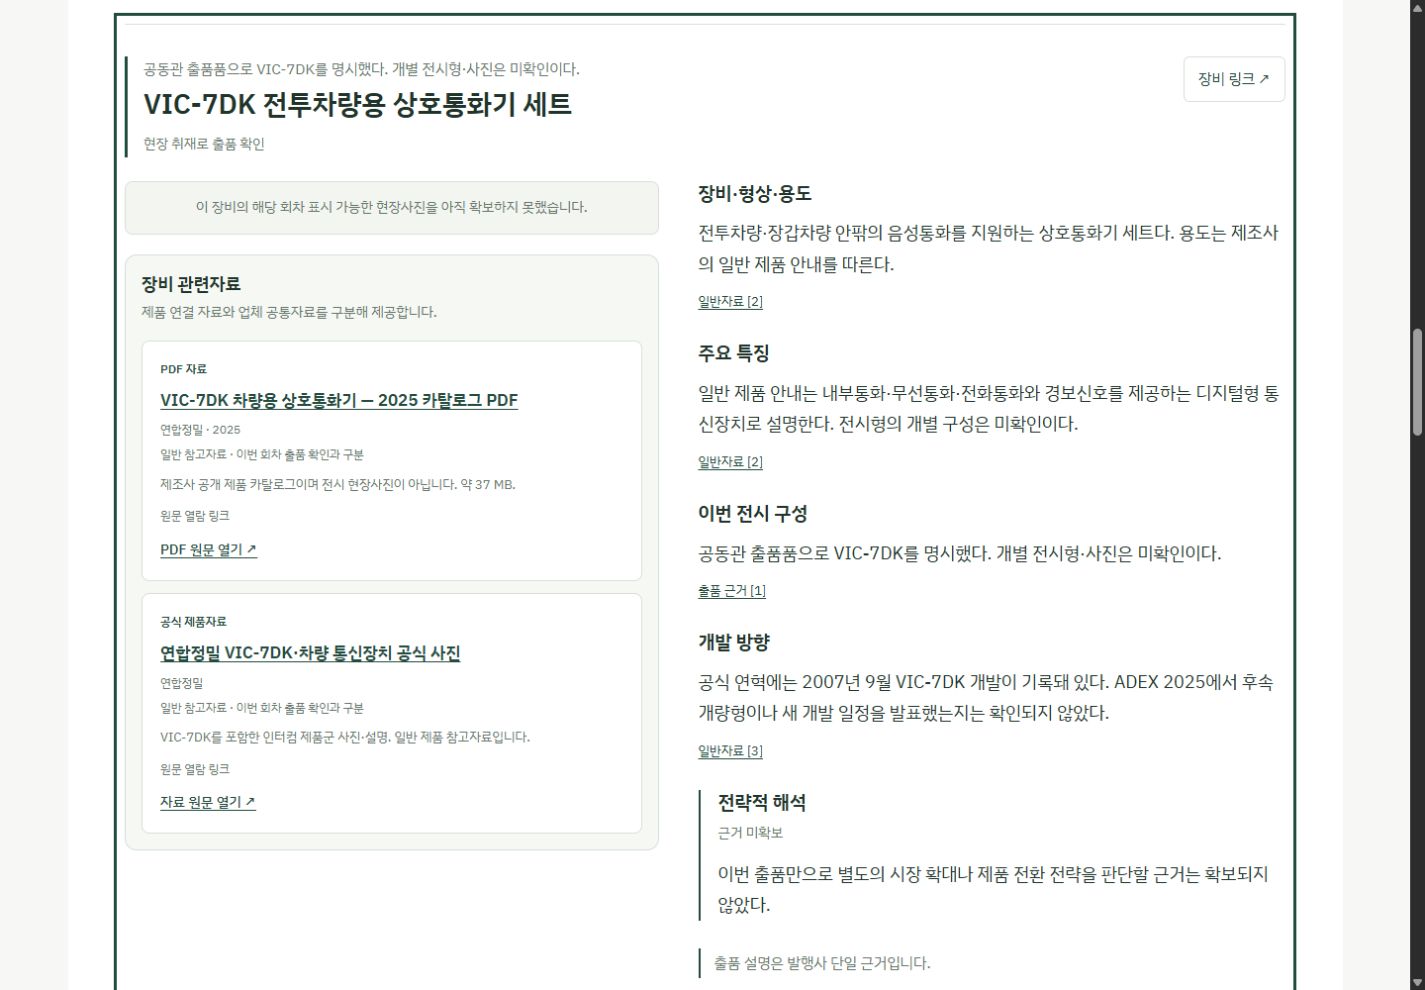 공동관 출품품으로 VIC-7DK를 명시했다. 개별 전시형·사진은 미확인이다.
VIC-7DK 전투차량용 상호통화기 세트
현장 취재로 출품 확인
장비 링크 ↗
이 장비의 해당 회차 표시 가능한 현장사진을 아직 확보하지 못했습니다.
장비 관련자료
제품 연결 자료와 업체 공통자료를 구분해 제공합니다.
PDF 자료
VIC-7DK 차량용 상호통화기 — 2025 카탈로그 PDF
연합정밀 · 2025
일반 참고자료 · 이번 회차 출품 확인과 구분
제조사 공개 제품 카탈로그이며 전시 현장사진이 아닙니다. 약 37 MB.
원문 열람 링크
PDF 원문 열기 ↗
공식 제품자료
연합정밀 VIC-7DK·차량 통신장치 공식 사진
연합정밀
일반 참고자료 · 이번 회차 출품 확인과 구분
VIC-7DK를 포함한 인터컴 제품군 사진·설명. 일반 제품 참고자료입니다.
원문 열람 링크
자료 원문 열기 ↗
장비·형상·용도
전투차량·장갑차량 안팎의 음성통화를 지원하는 상호통화기 세트다. 용도는 제조사
의 일반 제품 안내를 따른다.
일반자료 [2]
주요 특징
일반 제품 안내는 내부통화·무선통화·전화통화와 경보신호를 제공하는 디지털형 통
신장치로 설명한다. 전시형의 개별 구성은 미확인이다.
일반자료 [2]
이번 전시 구성
공동관 출품품으로 VIC-7DK를 명시했다. 개별 전시형·사진은 미확인이다.
출품 근거 [1]
개발 방향
공식 연혁에는 2007년 9월 VIC-7DK 개발이 기록돼 있다. ADEX 2025에서 후속
개량형이나 새 개발 일정을 발표했는지는 확인되지 않았다.
일반자료 [3]
전략적 해석
근거 미확보
이번 출품만으로 별도의 시장 확대나 제품 전환 전략을 판단할 근거는 확보되지
않았다.
출품 설명은 발행사 단일 근거입니다.